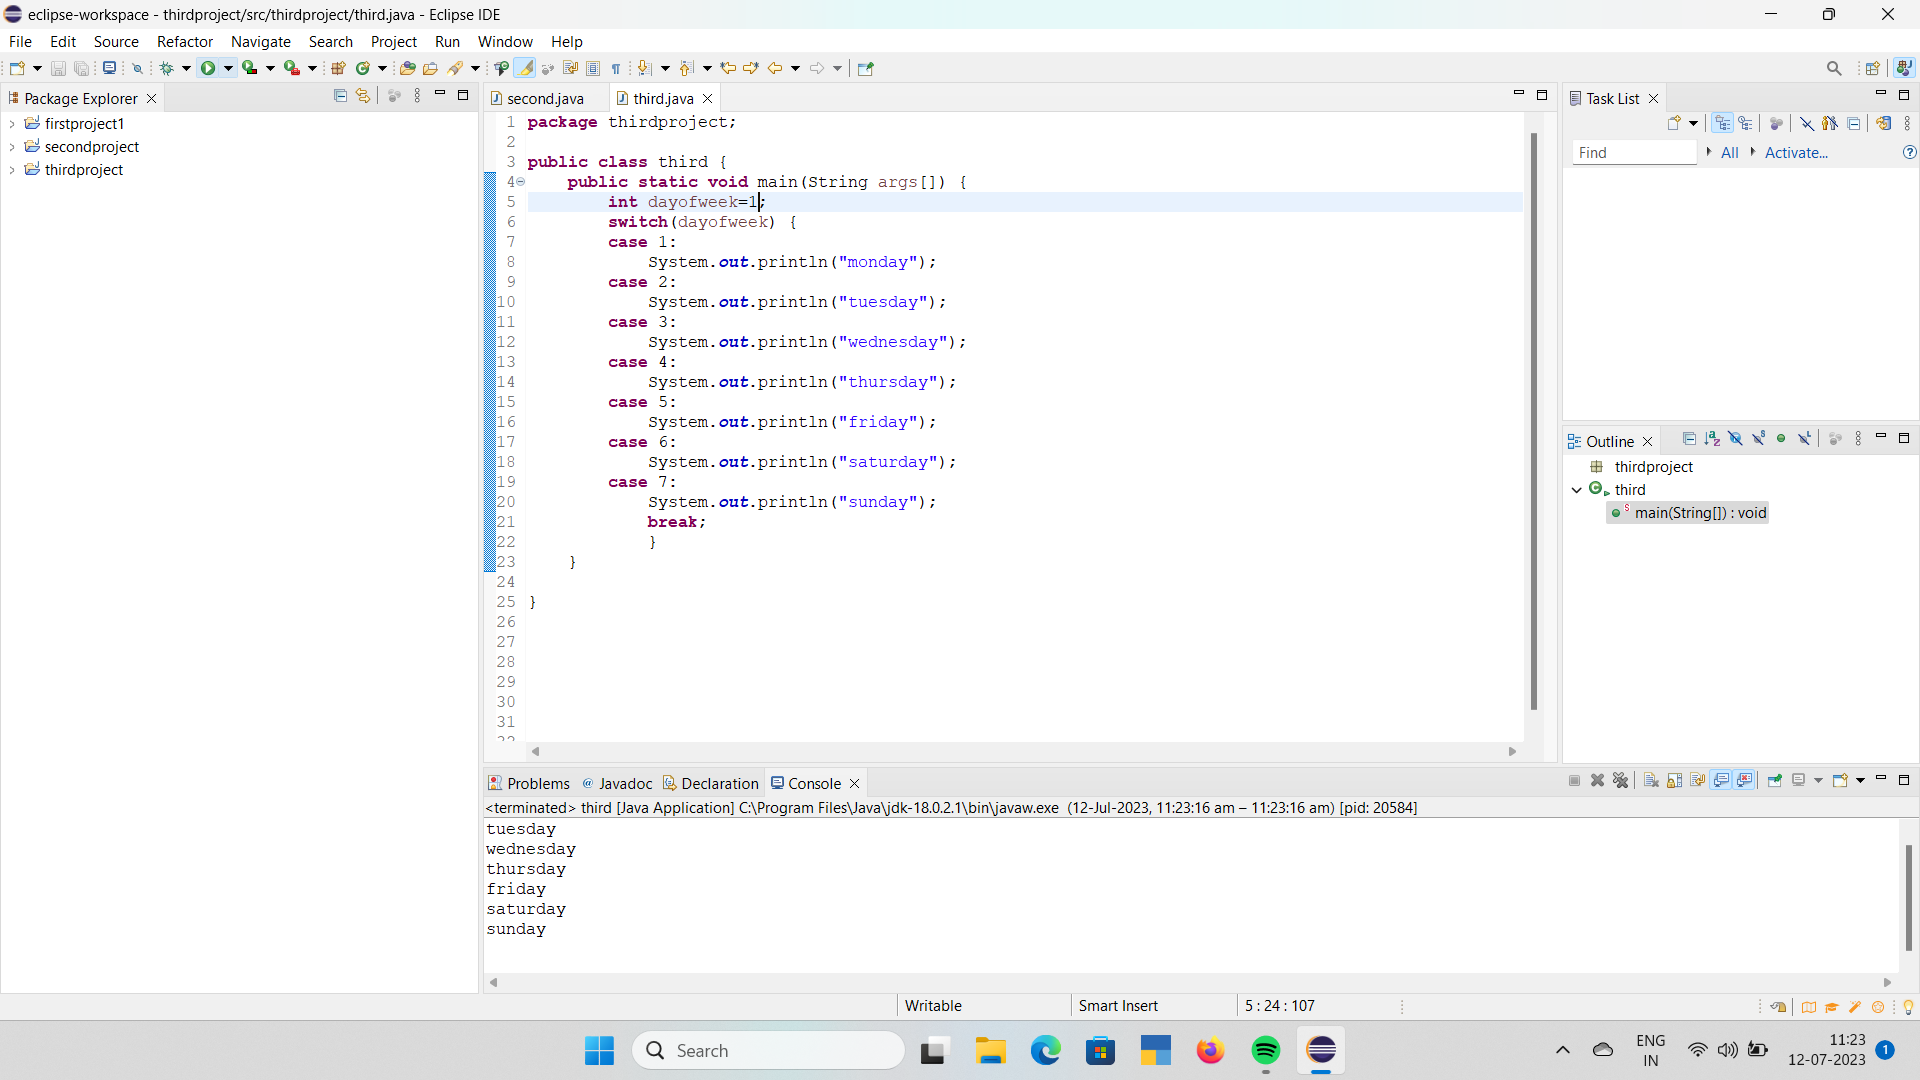 eclipse-workspace - thirdproject/src/thirdproject/third.java - Eclipse IDE
File Edit Source Refactor Navigate Search Project Run Window Help
Package Explorer
firstproject1
secondproject
thirdproject
second.java third.java
1 package thirdproject;
2
3 public class third {
4 public static void main(String args[]) {
5 int dayofweek=1;
6 switch(dayofweek) {
7 case 1:
8 System.out.println("monday");
9 case 2:
10 System.out.println("tuesday");
11 case 3:
12 System.out.println("wednesday");
13 case 4:
14 System.out.println("thursday");
15 case 5:
16 System.out.println("friday");
17 case 6:
18 System.out.println("saturday");
19 case 7:
20 System.out.println("sunday");
21 break;
22 }
23 }
24
25 }
26
27
28
29
30
31
Task List
Find All Activate...
Outline
thirdproject
third
main(String[]) : void
Problems Javadoc Declaration Console
<terminated> third [Java Application] C:\Program Files\Java\jdk-18.0.2.1\bin\javaw.exe (12-Jul-2023, 11:23:16 am – 11:23:16 am) [pid: 20584]
tuesday
wednesday
thursday
friday
saturday
sunday
Writable Smart Insert 5 : 24 : 107
Search
ENG
IN
11:23
12-07-2023
1